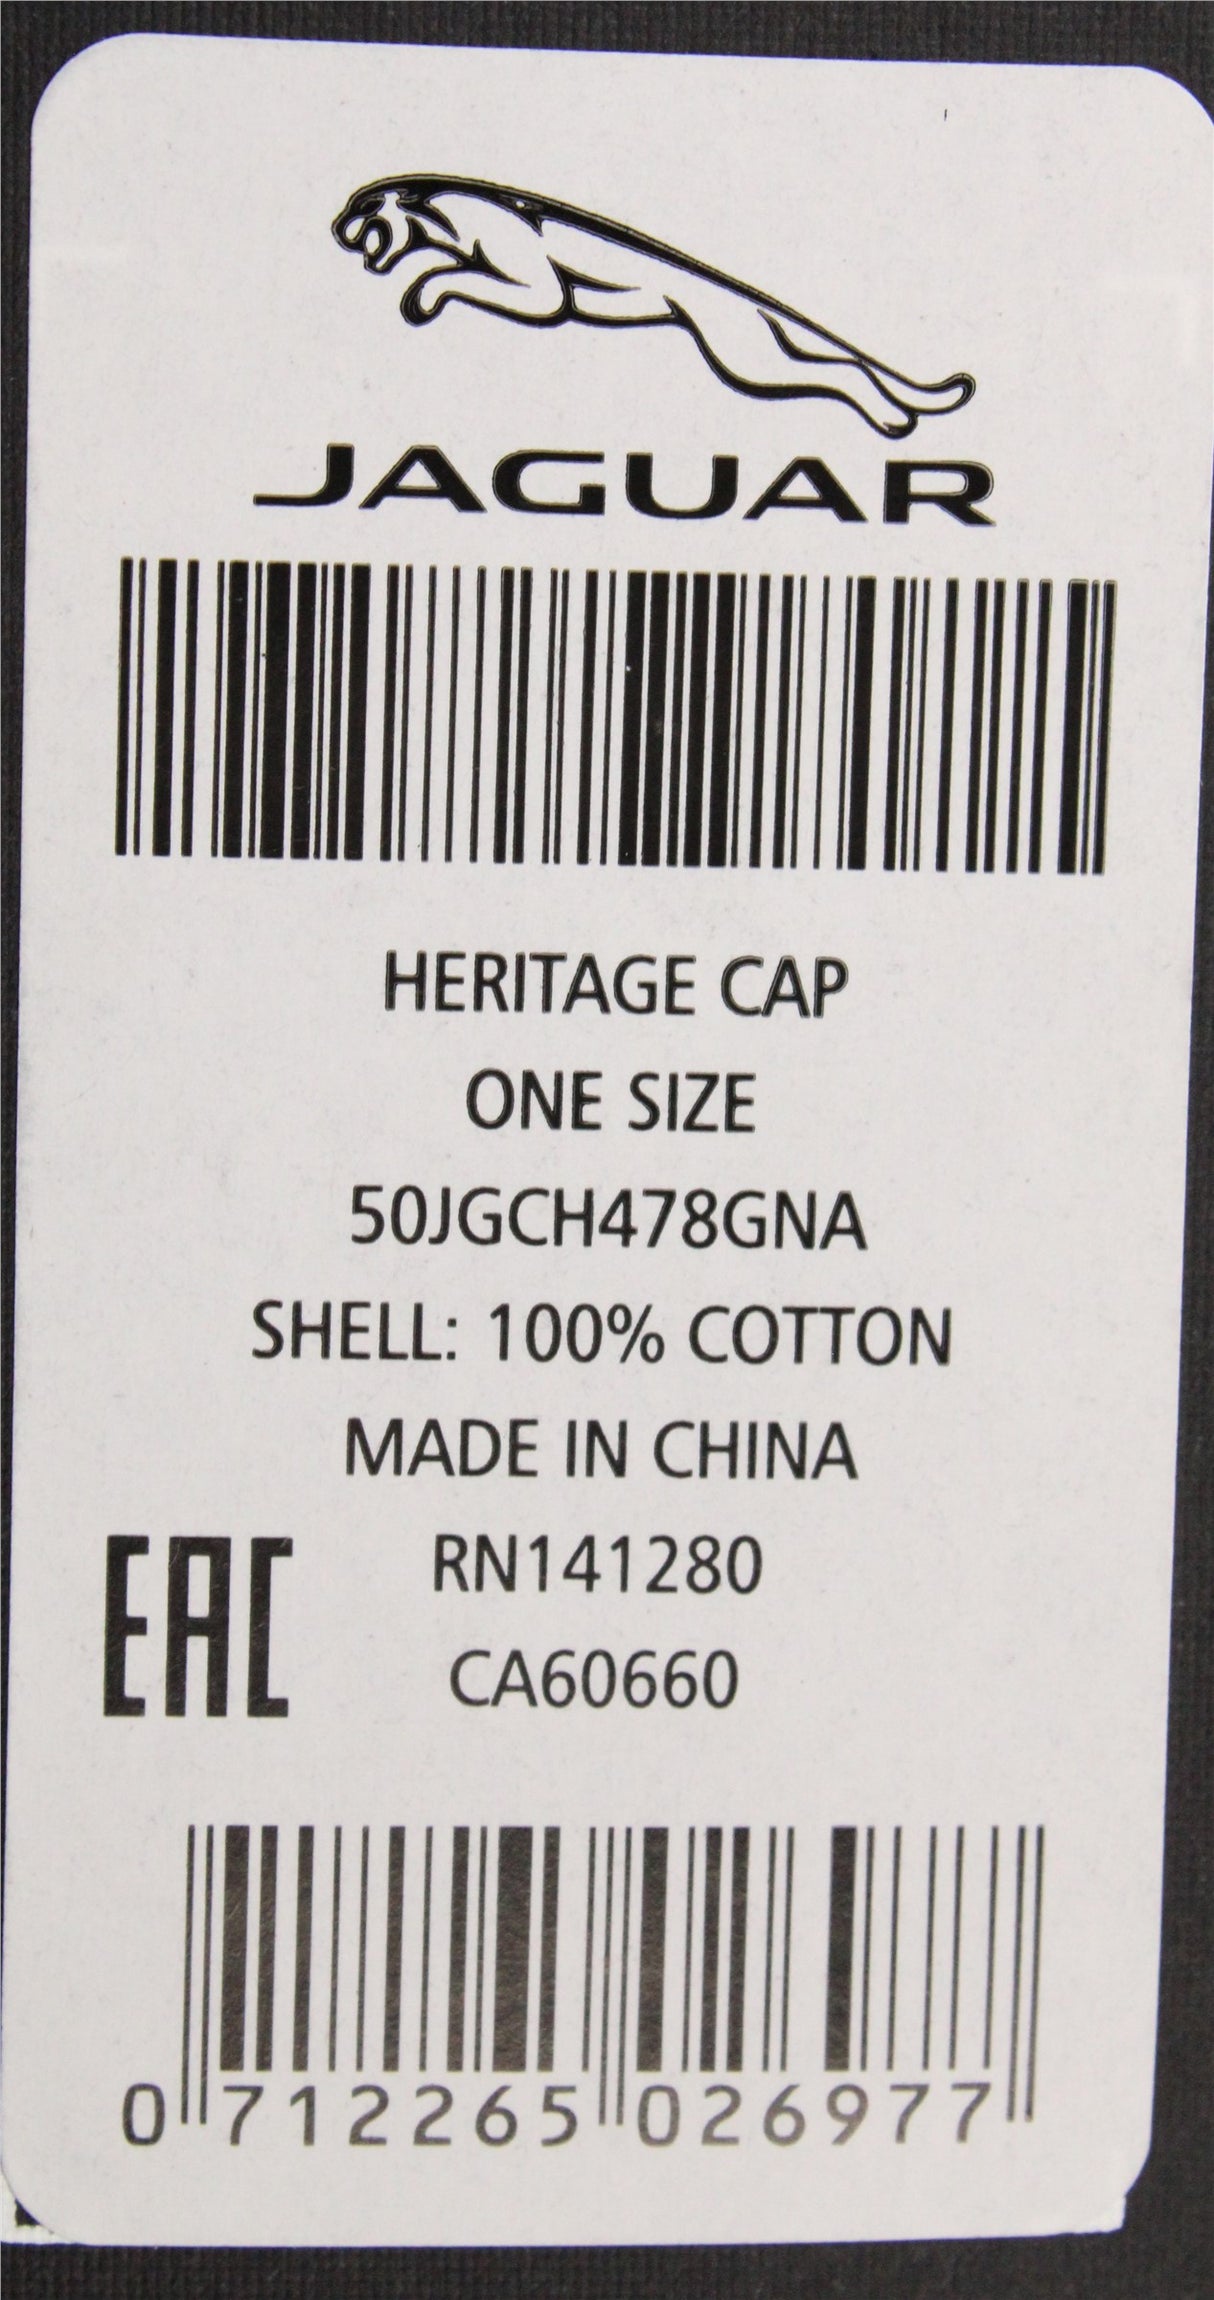 JAGUAR
HERITAGE CAP
ONE SIZE
50JGCH478GNA
SHELL: 100% COTTON
MADE IN CHINA
EAC
RN141280
CA60660
0 712265 026977